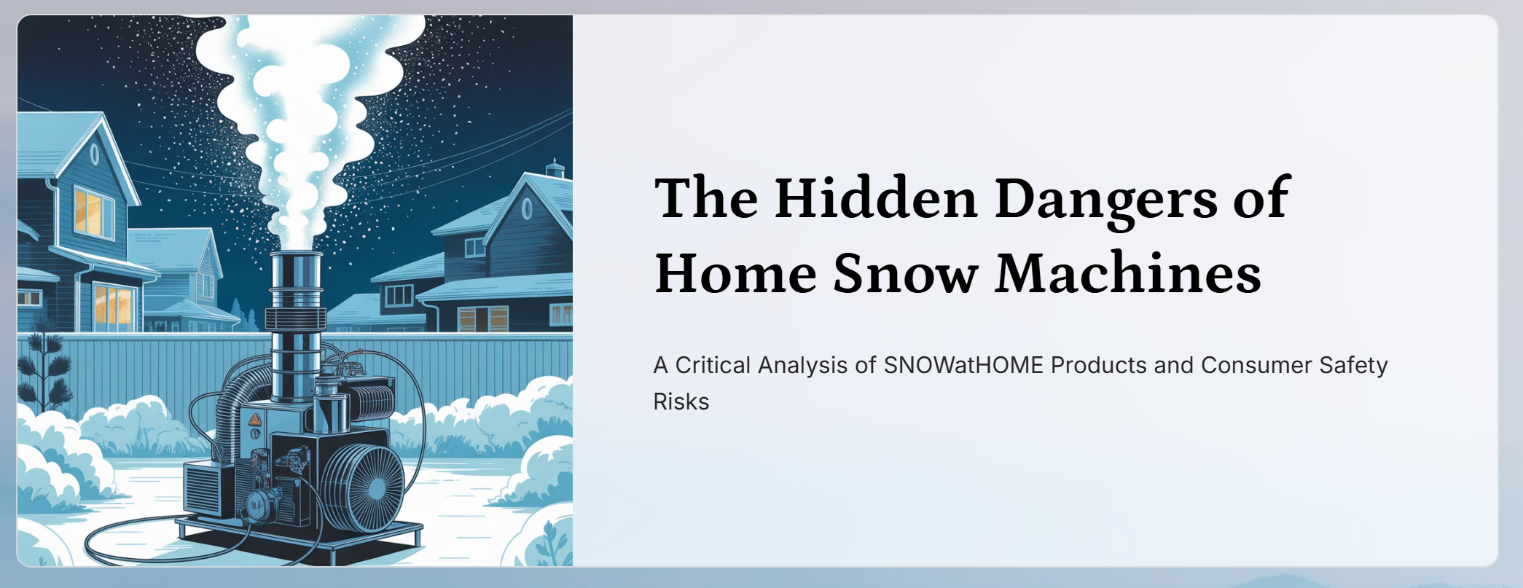 The Hidden Dangers of
Home Snow Machines
A Critical Analysis of SNOWatHOME Products and Consumer Safety
Risks